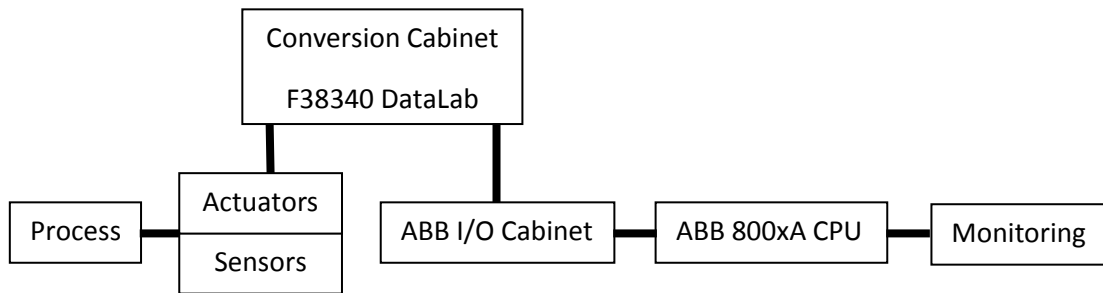 Conversion Cabinet
F38340 DataLab
Actuators
Sensors
Process
ABB I/O Cabinet
ABB 800xA CPU
Monitoring